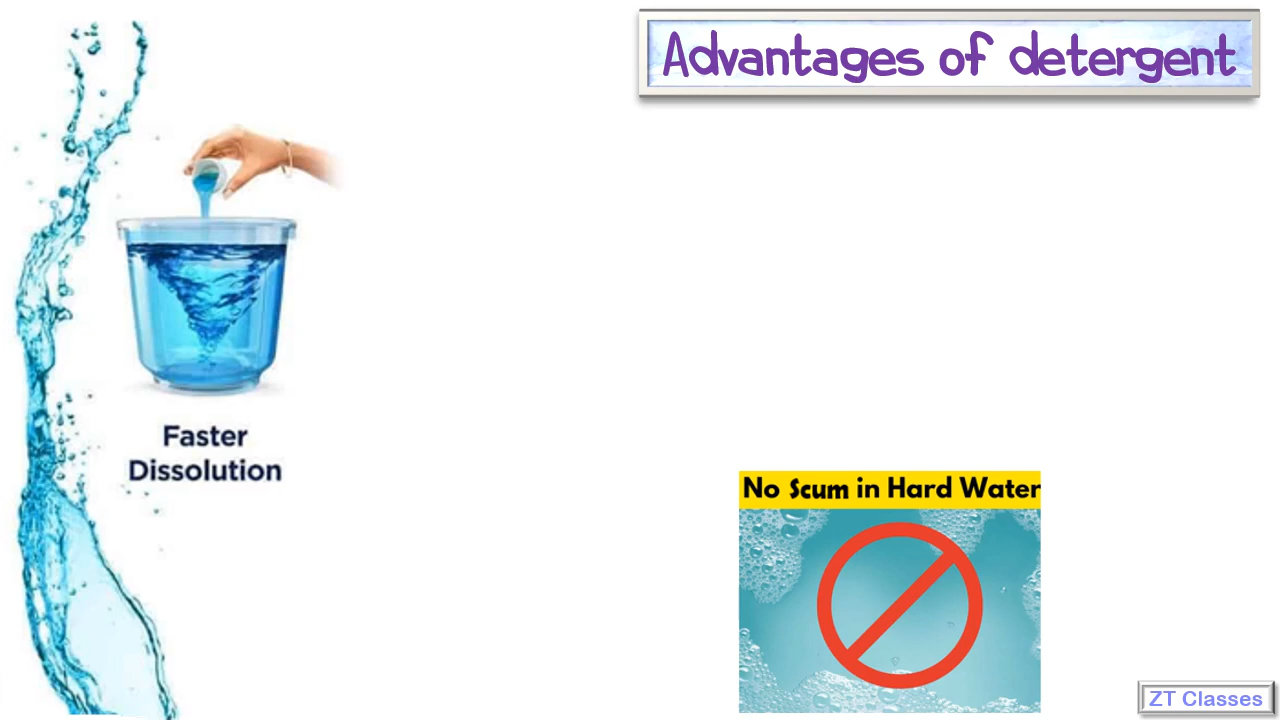 Advantages of detergent
Faster
Dissolution
No Scum in Hard Water
ZT Classes